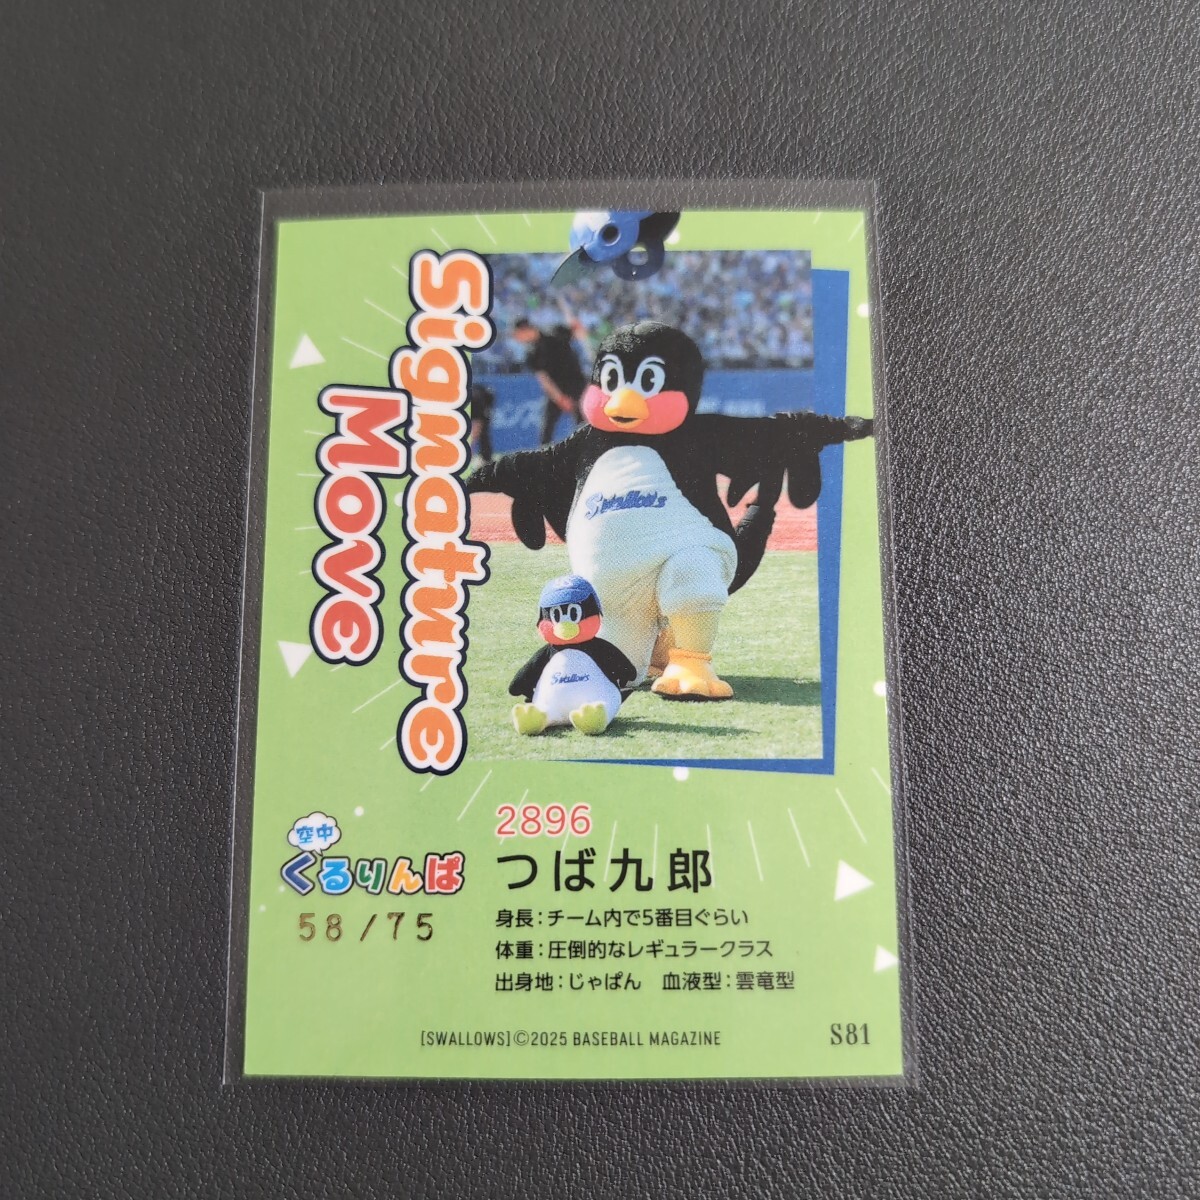 Signature
Move
Swallows
Swallows
空中
くるりんぱ
58/75
2896
つば九郎
身長：チーム内で5番目ぐらい
体重：圧倒的なレギュラークラス
出身地：じゃぱん　血液型：雲竜型
[SWALLOWS]©2025 BASEBALL MAGAZINE
S81